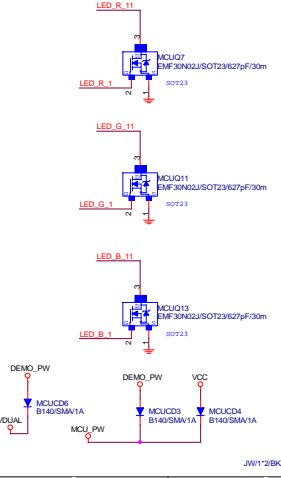 LED_R_11
3
MCUQ7
EMF30N02J/SOT23/627pF/30m
LED_R_1
SOT23
2
1
LED_G_11
3
MCUQ11
EMF30N02J/SOT23/627pF/30m
LED_G_1
SOT23
2
1
LED_B_11
3
MCUQ13
EMF30N02J/SOT23/627pF/30m
LED_B_1
SOT23
2
1
DEMO_PW
DEMO_PW
VCC
MCUCD6
B140/SMA/1A
MCUCD3
B140/SMA/1A
MCUCD4
B140/SMA/1A
/DUAL
MCU_PW
JW/1*2/BK